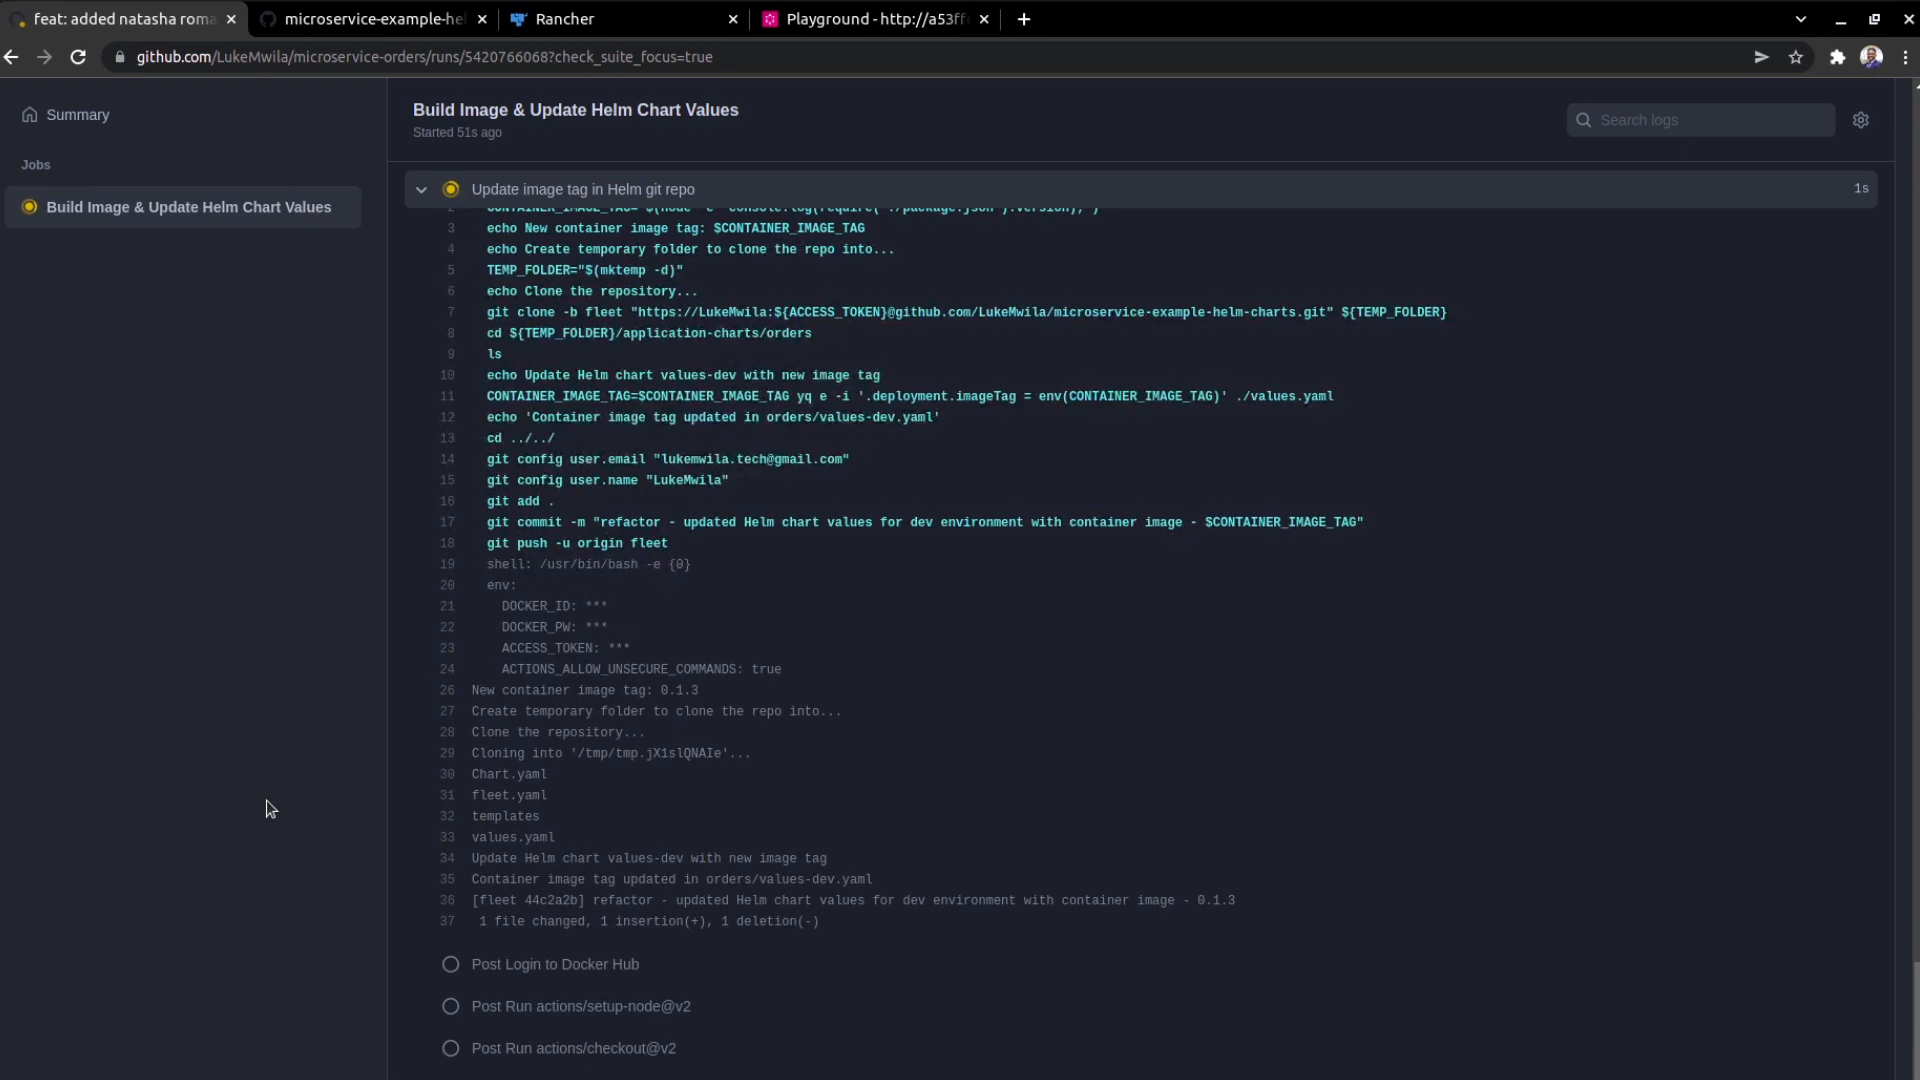 feat: added natasha roma
microservice-example-he
Rancher
Playground - http://a53ff
github.com/LukeMwila/microservice-orders/runs/5420766068?check_suite_focus=true
Summary
Jobs
Build Image & Update Helm Chart Values
Build Image & Update Helm Chart Values
Started 51s ago
Search logs
Update image tag in Helm git repo
1s
3 echo New container image tag: $CONTAINER_IMAGE_TAG
4 echo Create temporary folder to clone the repo into...
5 TEMP_FOLDER="$(mktemp -d)"
6 echo Clone the repository...
7 git clone -b fleet "https://LukeMwila:${ACCESS_TOKEN}@github.com/LukeMwila/microservice-example-helm-charts.git" ${TEMP_FOLDER}
8 cd ${TEMP_FOLDER}/application-charts/orders
9 ls
10 echo Update Helm chart values-dev with new image tag
11 CONTAINER_IMAGE_TAG=$CONTAINER_IMAGE_TAG yq e -i '.deployment.imageTag = env(CONTAINER_IMAGE_TAG)' ./values.yaml
12 echo 'Container image tag updated in orders/values-dev.yaml'
13 cd ../../
14 git config user.email "lukemwila.tech@gmail.com"
15 git config user.name "LukeMwila"
16 git add .
17 git commit -m "refactor - updated Helm chart values for dev environment with container image - $CONTAINER_IMAGE_TAG"
18 git push -u origin fleet
19 shell: /usr/bin/bash -e {0}
20 env:
21 DOCKER_ID: ***
22 DOCKER_PW: ***
23 ACCESS_TOKEN: ***
24 ACTIONS_ALLOW_UNSECURE_COMMANDS: true
26 New container image tag: 0.1.3
27 Create temporary folder to clone the repo into...
28 Clone the repository...
29 Cloning into '/tmp/tmp.jX1slQNAIe'...
30 Chart.yaml
31 fleet.yaml
32 templates
33 values.yaml
34 Update Helm chart values-dev with new image tag
35 Container image tag updated in orders/values-dev.yaml
36 [fleet 44c2a2b] refactor - updated Helm chart values for dev environment with container image - 0.1.3
37 1 file changed, 1 insertion(+), 1 deletion(-)
Post Login to Docker Hub
Post Run actions/setup-node@v2
Post Run actions/checkout@v2